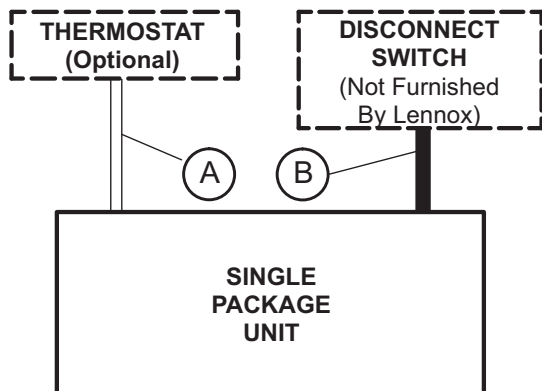 THERMOSTAT
(Optional)
DISCONNECT
SWITCH
(Not Furnished
By Lennox)
A
B
SINGLE
PACKAGE
UNIT